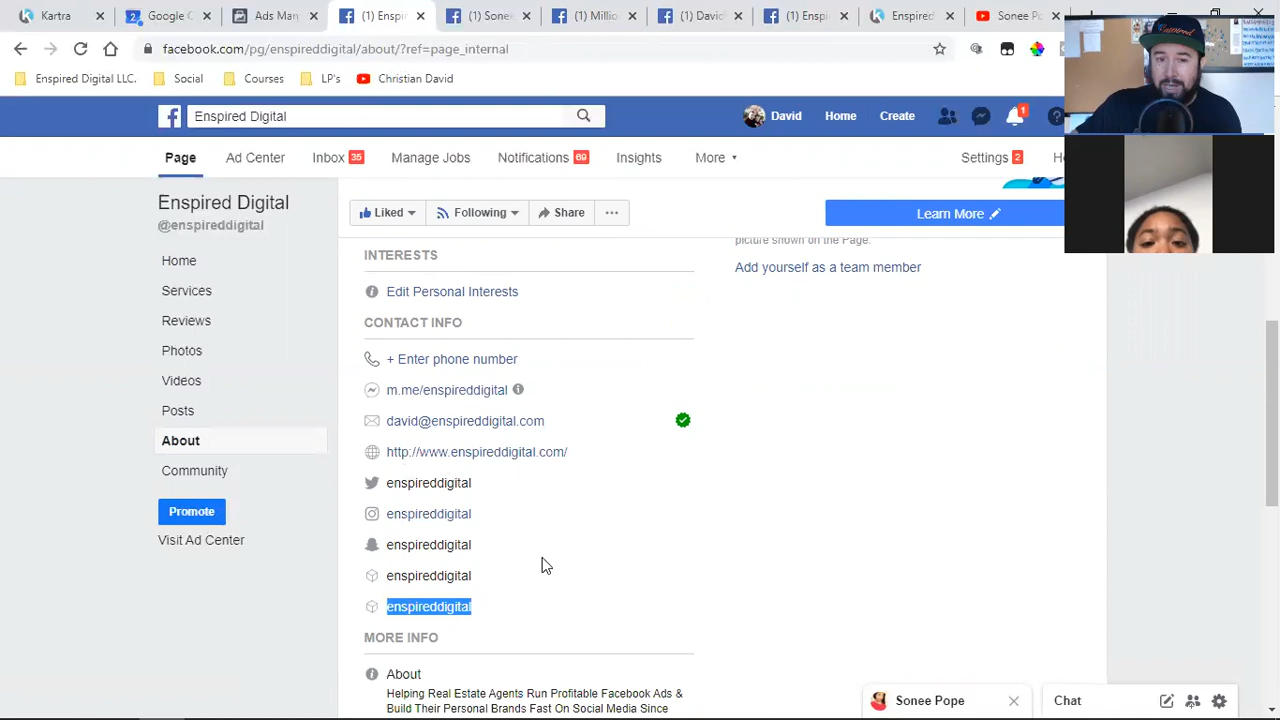 Kartra
Google C
Ads Man
(1) Enspir
(1) Sonee
(1) Millio
(1) David
(1) Enspi
Enspired
Sonee Po
facebook.com/pg/enspireddigital/about/?ref=page_internal
Enspired Digital LLC.
Social
Courses
LP's
Christian David
Enspired Digital
David
Home
Create
1
Page
Ad Center
Inbox 35
Manage Jobs
Notifications 69
Insights
More
Settings 2
Enspired Digital
@enspireddigital
Liked
Following
Share
Learn More
Home
Services
Reviews
Photos
Videos
Posts
About
Community
Promote
Visit Ad Center
INTERESTS
Edit Personal Interests
CONTACT INFO
+ Enter phone number
m.me/enspireddigital
david@enspireddigital.com
http://www.enspireddigital.com/
enspireddigital
enspireddigital
enspireddigital
enspireddigital
enspireddigital
MORE INFO
About
Helping Real Estate Agents Run Profitable Facebook Ads &
Build Their Personal Brands Fast On Social Media Since
picture shown on the Page.
Add yourself as a team member
Sonee Pope
Chat